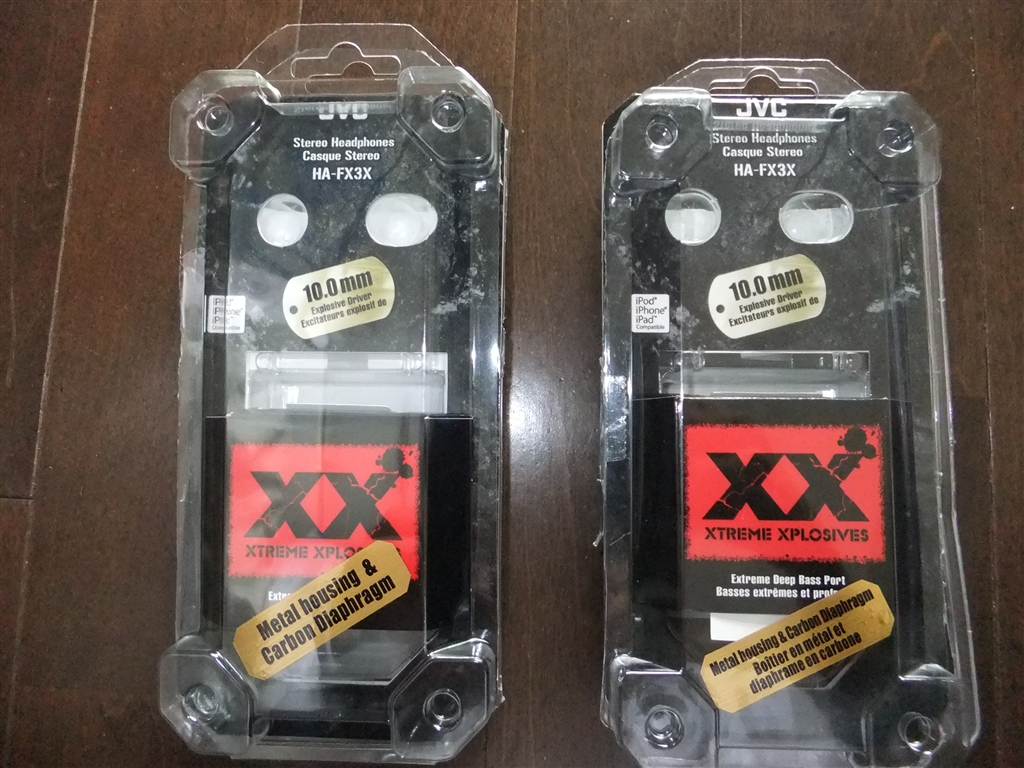 JVC
Stereo Headphones
Casque Stereo
HA-FX3X
10.0mm
Explosive Driver
Excitateurs explosif de
iPod
iPhone
iPad
Compatible
XX
XTREME XPLOSIVES
Metal housing &
Carbon Diaphragm
JVC
Stereo Headphones
Casque Stereo
HA-FX3X
10.0mm
Explosive Driver
Excitateurs explosif de
iPod®
iPhone®
iPad™
Compatible
XX
XTREME XPLOSIVES
Extreme Deep Bass Port
Basses extrêmes et
Metal housing & Carbon Diaphragm
Boîtier en métal et
diaphrame en carbone